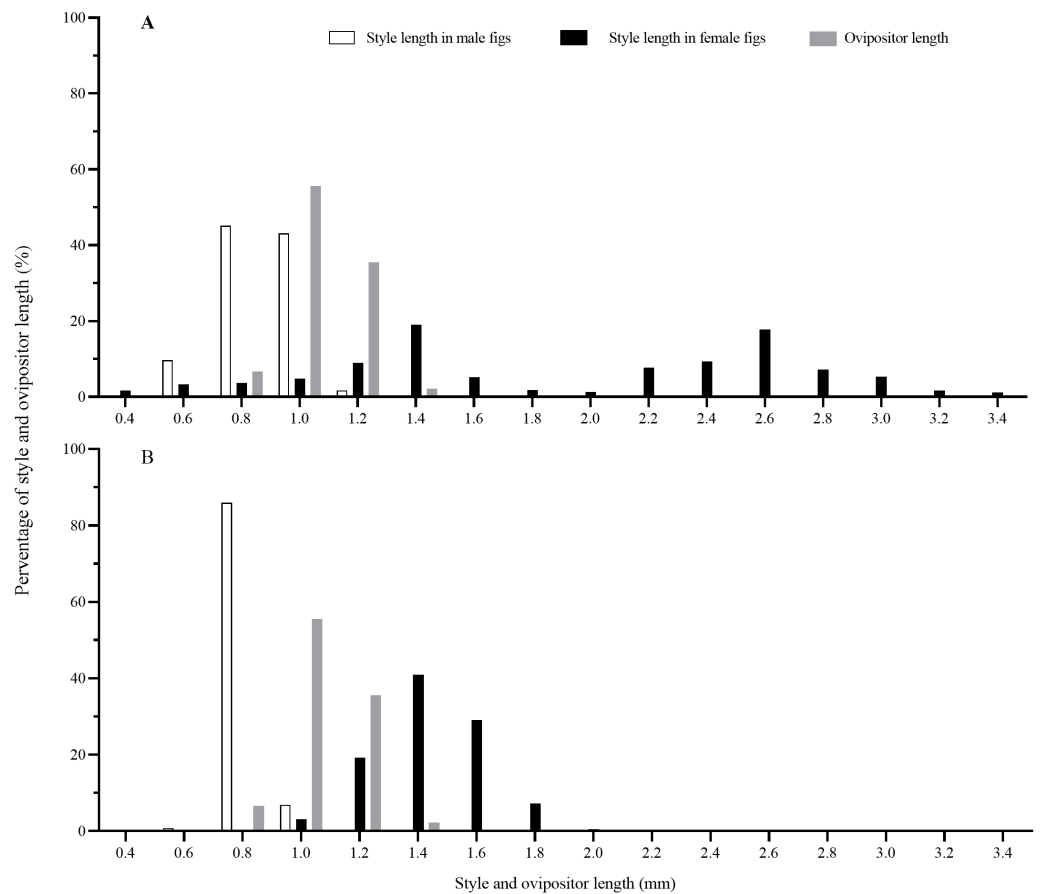 A
Style length in male figs Style length in female figs Ovipositor length
100
80
60
40
20
0
0.4 0.6 0.8 1.0 1.2 1.4 1.6 1.8 2.0 2.2 2.4 2.6 2.8 3.0 3.2 3.4
Perventage of style and ovipositor length (%)
B
100
80
60
40
20
0
0.4 0.6 0.8 1.0 1.2 1.4 1.6 1.8 2.0 2.2 2.4 2.6 2.8 3.0 3.2 3.4
Style and ovipositor length (mm)